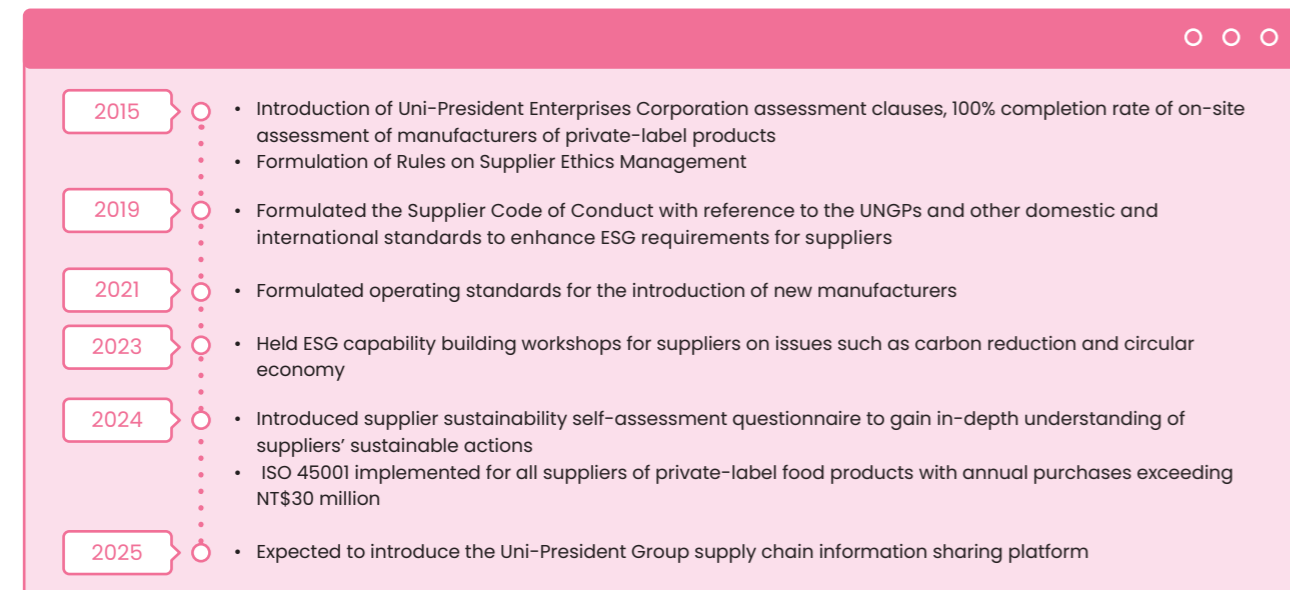 2015
• Introduction of Uni-President Enterprises Corporation assessment clauses, 100% completion rate of on-site
assessment of manufacturers of private-label products
• Formulation of Rules on Supplier Ethics Management
2019
• Formulated the Supplier Code of Conduct with reference to the UNGPs and other domestic and
international standards to enhance ESG requirements for suppliers
2021
• Formulated operating standards for the introduction of new manufacturers
2023
• Held ESG capability building workshops for suppliers on issues such as carbon reduction and circular
economy
2024
• Introduced supplier sustainability self-assessment questionnaire to gain in-depth understanding of
suppliers’ sustainable actions
• ISO 45001 implemented for all suppliers of private-label food products with annual purchases exceeding
NT$30 million
2025
• Expected to introduce the Uni-President Group supply chain information sharing platform